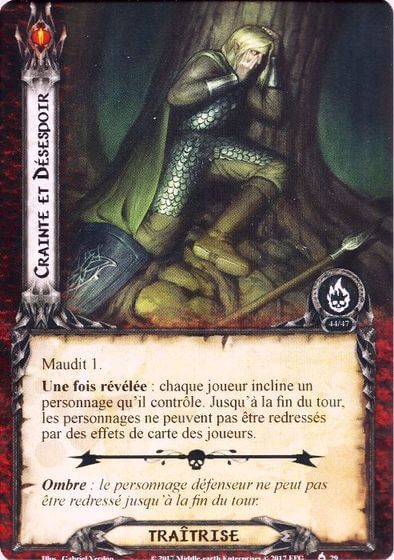 Crainte et Désespoir
44/47
Maudit 1.
Une fois révélée : chaque joueur incline un
personnage qu'il contrôle. Jusqu'à la fin du tour,
les personnages ne peuvent pas être redressés
par des effets de carte des joueurs.
Ombre : le personnage défenseur ne peut pas
être redressé jusqu'à la fin du tour.
TRAÎTRISE
Illus. Gabriel Verdon
© 2017 Middle-earth Enterprises © 2017 FFG
29